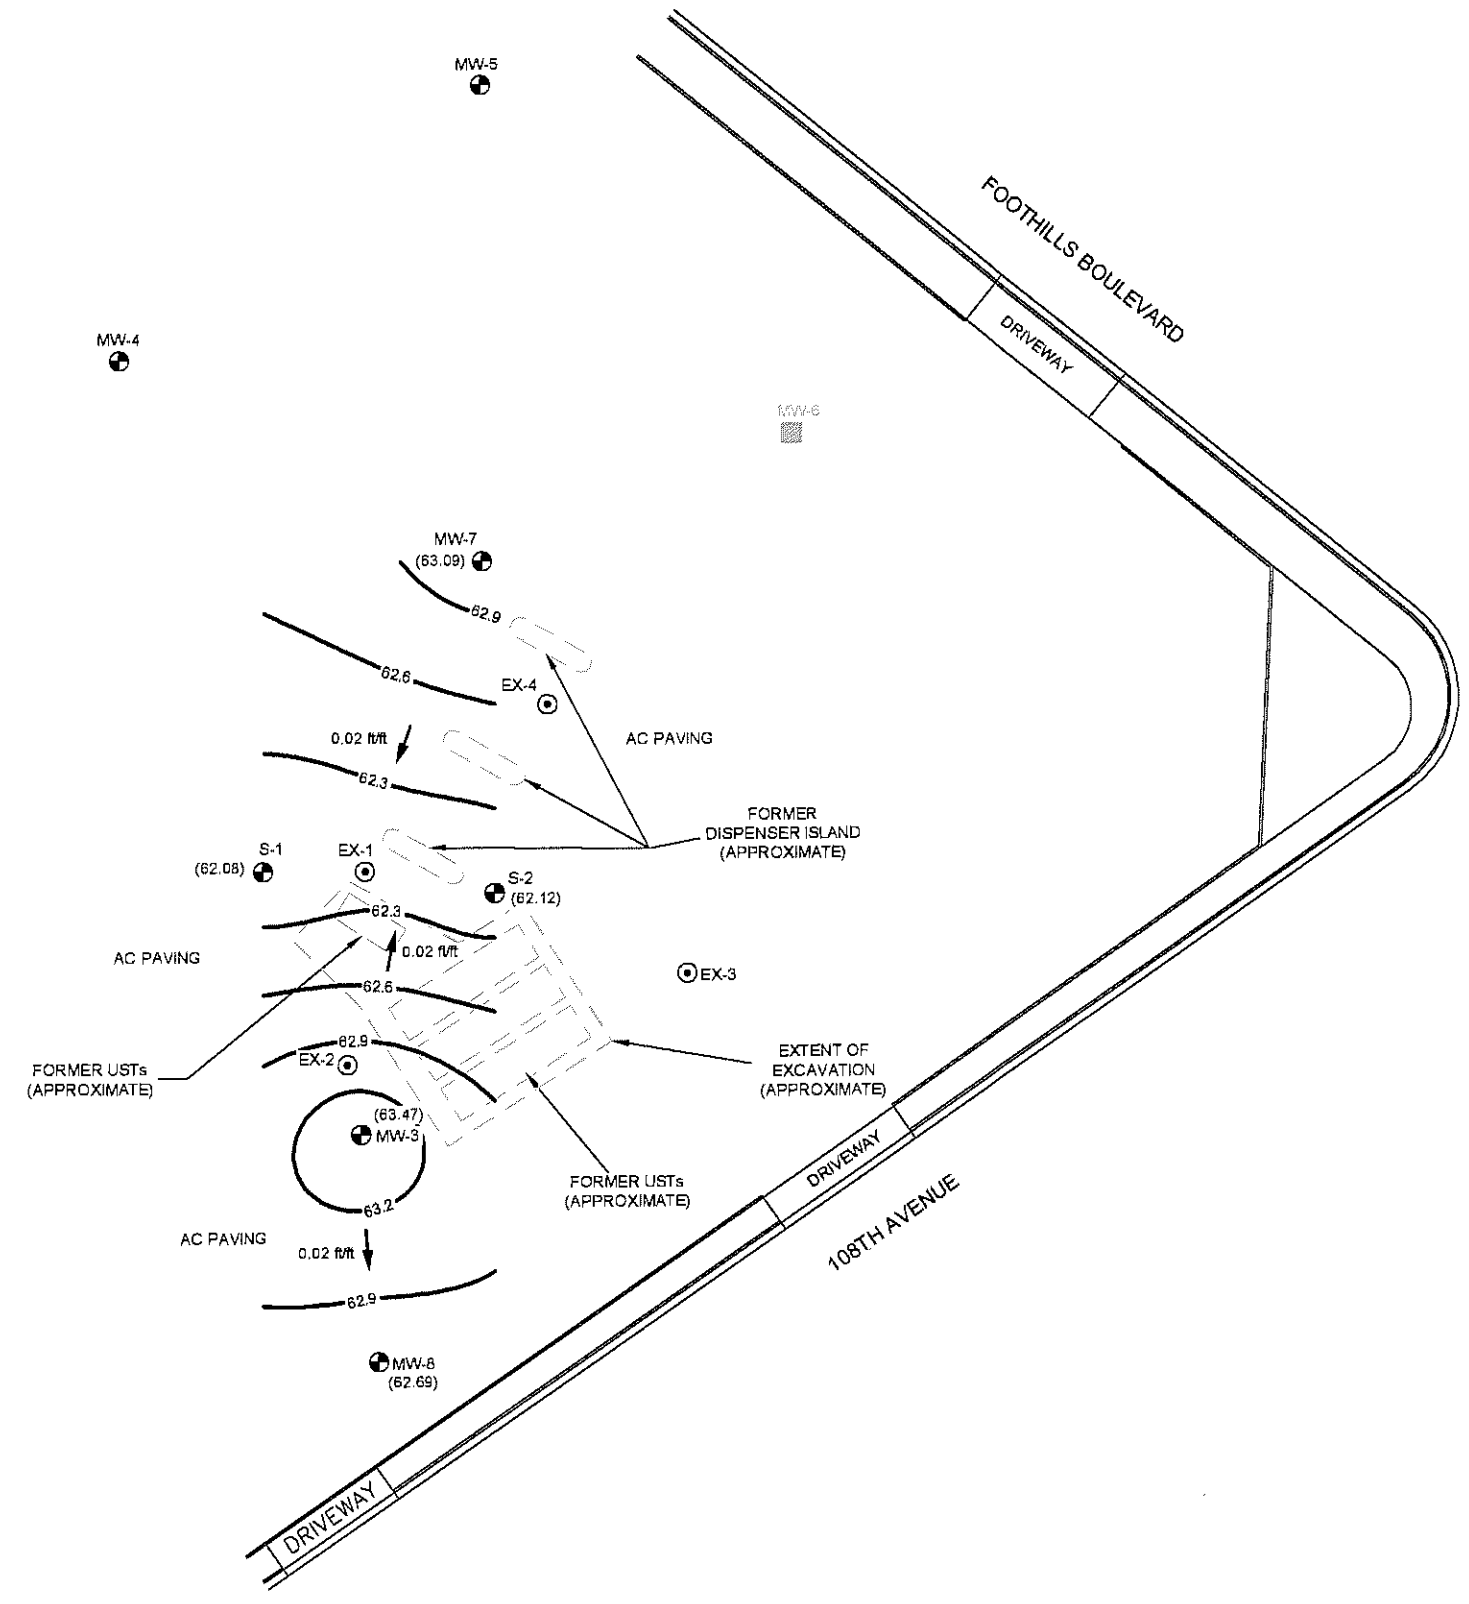 MW-5
FOOTHILLS BOULEVARD
DRIVEWAY
MW-4
MW-6
MW-7
(63.09)
62.9
62.6
EX-4
0.02 ft/ft
AC PAVING
62.3
FORMER
DISPENSER ISLAND
(APPROXIMATE)
S-1
(62.08)
EX-1
S-2
(62.12)
62.3
AC PAVING
0.02 ft/ft
EX-3
62.6
62.9
EX-2
FORMER USTs
(APPROXIMATE)
EXTENT OF
EXCAVATION
(APPROXIMATE)
(63.47)
MW-3
DRIVEWAY
FORMER USTs
(APPROXIMATE)
63.2
108TH AVENUE
AC PAVING
0.02 ft/ft
62.9
MW-8
(62.69)
DRIVEWAY